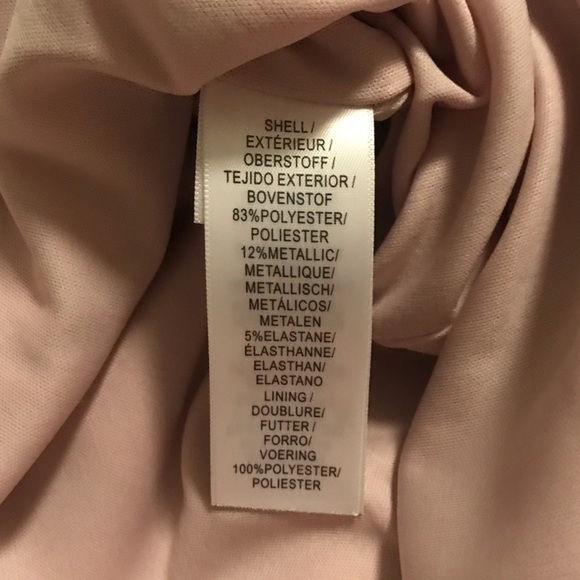 SHELL/
EXTÉRIEUR/
OBERSTOFF/
TEJIDO EXTERIOR/
BOVENSTOF
83%POLYESTER/
POLIESTER
12%METALLIC/
METALLIQUE/
METALLISCH/
METÁLICOS/
METALEN
5%ELASTANE/
ÉLASTHANNE/
ELASTHAN/
ELASTANO
LINING/
DOUBLURE/
FUTTER/
FORRO/
VOERING
100%POLYESTER/
POLIESTER